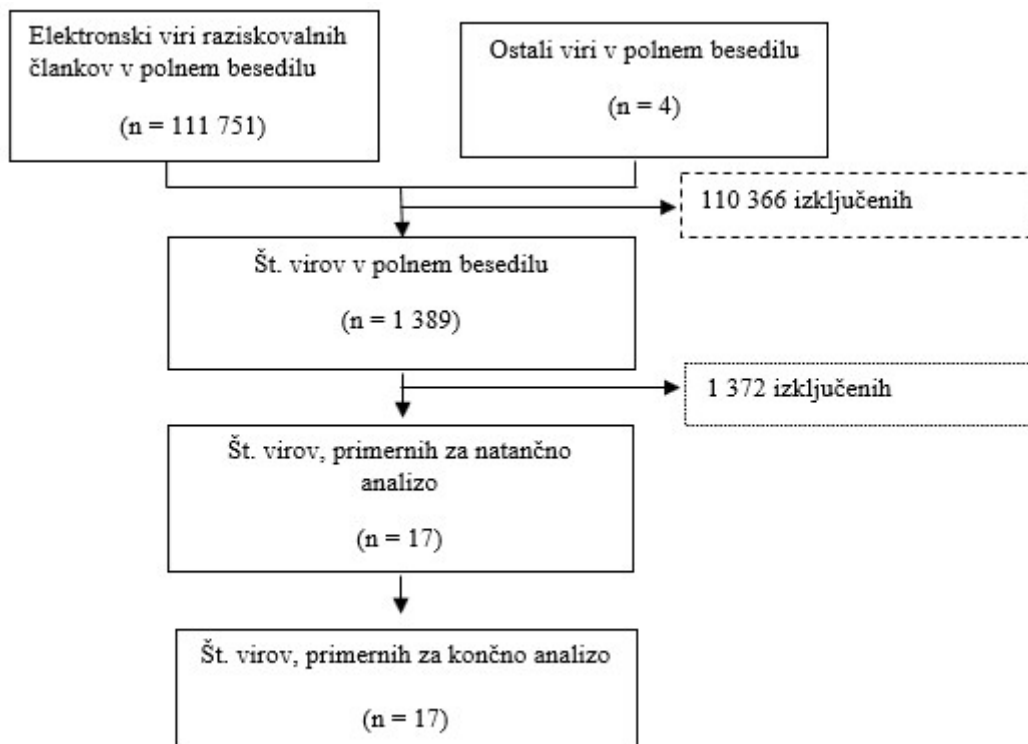 Elektronski viri raziskovalnih
člankov v polnem besedilu
(n = 111 751)
Ostali viri v polnem besedilu
(n = 4)
110 366 izključenih
Št. virov v polnem besedilu
(n = 1 389)
1 372 izključenih
Št. virov, primernih za natančno
analizo
(n = 17)
Št. virov, primernih za končno analizo
(n = 17)